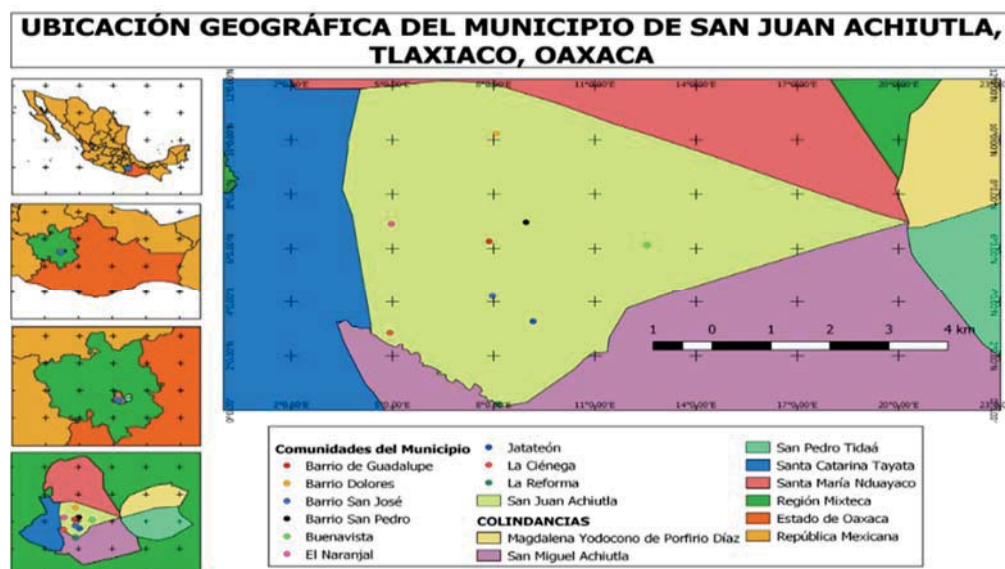 UBICACIÓN GEOGRÁFICA DEL MUNICIPIO DE SAN JUAN ACHIUTLA,
TLAXIACO, OAXACA
1 0 1 2 3 4 km
Comunidades del Municipio
Barrio de Guadalupe
Barrio Dolores
Barrio San José
Barrio San Pedro
Buenavista
El Naranjal
Jatateón
La Ciénega
La Reforma
San Juan Achiutla
COLINDANCIAS
Magdalena Yodocono de Porfirio Díaz
San Miguel Achiutla
San Pedro Tidaá
Santa Catarina Tayata
Santa María Nduayaco
Región Mixteca
Estado de Oaxaca
República Mexicana